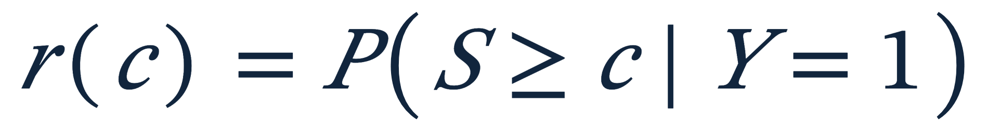 r(c) = P(S ≥ c | Y = 1)